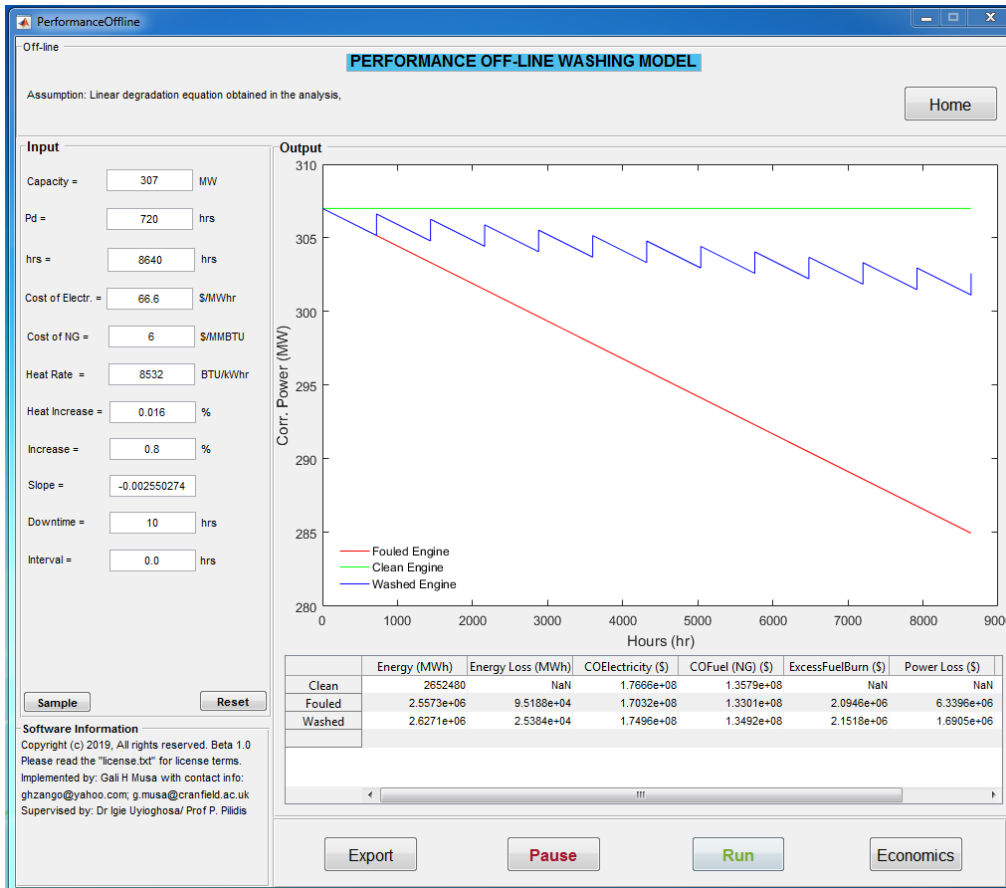 PerformanceOffline
Off-line
PERFORMANCE OFF-LINE WASHING MODEL
Assumption: Linear degradation equation obtained in the analysis,
Home
Input
Capacity = 307 MW
Pd = 720 hrs
hrs = 8640 hrs
Cost of Electr. = 66.6 $/MWhr
Cost of NG = 6 $/MMBTU
Heat Rate = 8532 BTU/kWhr
Heat Increase = 0.016 %
Increase = 0.8 %
Slope = -0.002550274
Downtime = 10 hrs
Interval = 0.0 hrs
Sample Reset
Software Information
Copyright (c) 2019, All rights reserved. Beta 1.0
Please read the "license.txt" for license terms.
Implemented by: Gali H Musa with contact info:
ghzango@yahoo.com; g.musa@cranfield.ac.uk
Supervised by: Dr Igie Uyioghosa/ Prof P. Pilidis
Output
310
305
300
295
290
285
280
Corr. Power (MW)
Fouled Engine
Clean Engine
Washed Engine
0 1000 2000 3000 4000 5000 6000 7000 8000 9000
Hours (hr)
Energy (MWh) Energy Loss (MWh) COElectricity ($) COFuel (NG) ($) ExcessFuelBurn ($) Power Loss ($)
Clean 2652480 NaN 1.7666e+08 1.3579e+08 NaN NaN
Fouled 2.5573e+06 9.5188e+04 1.7032e+08 1.3301e+08 2.0946e+06 6.3396e+06
Washed 2.6271e+06 2.5384e+04 1.7496e+08 1.3492e+08 2.1518e+06 1.6905e+06
Export Pause Run Economics